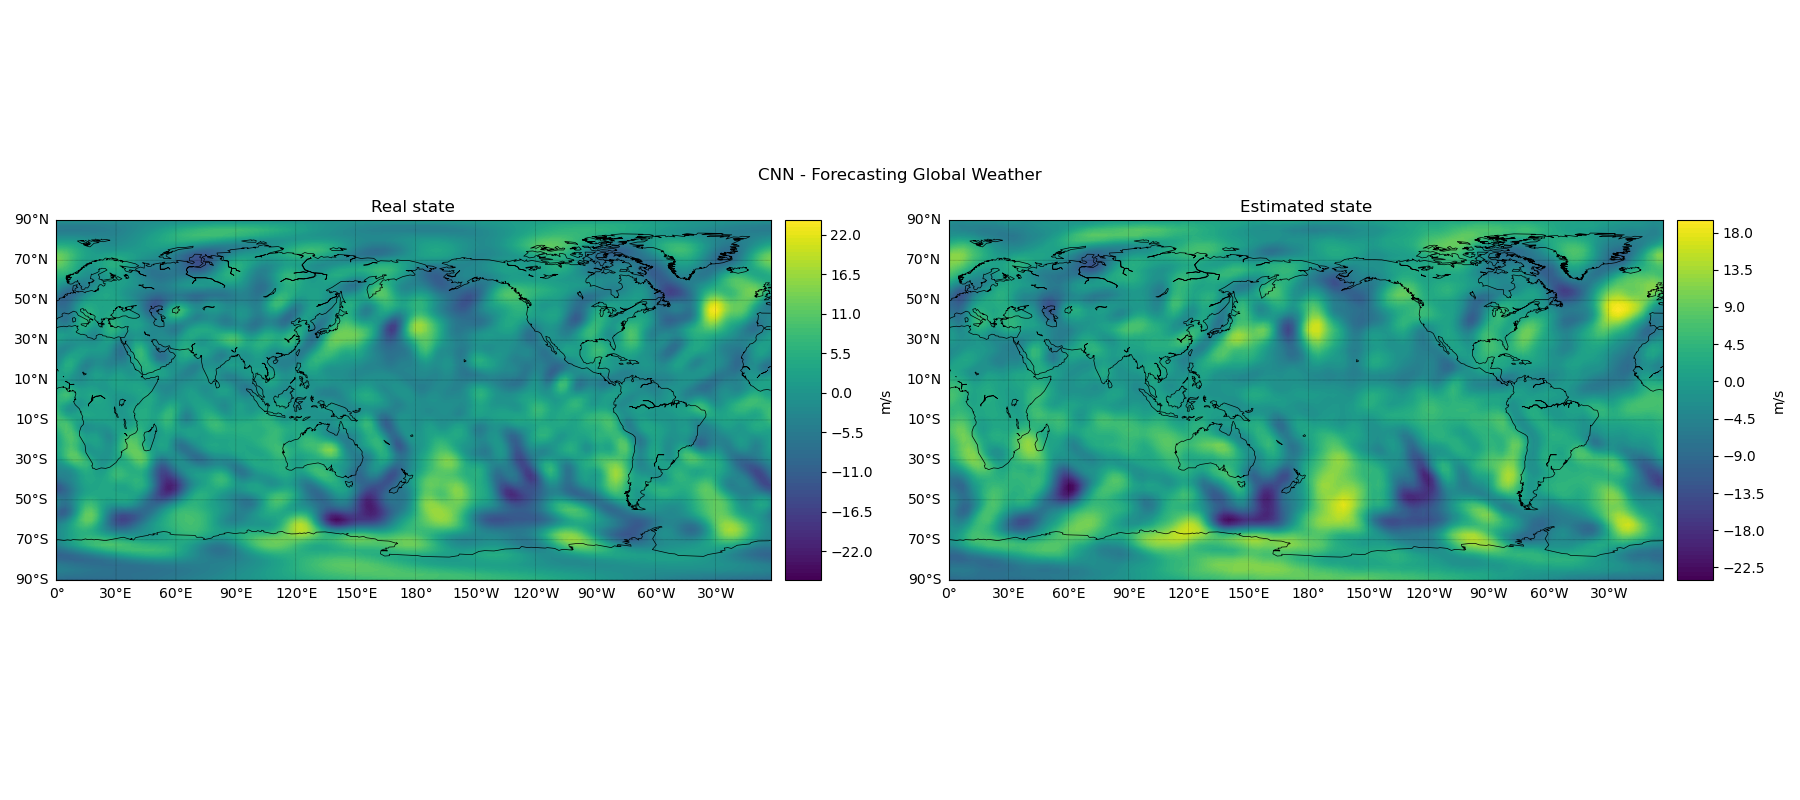 CNN - Forecasting Global Weather
Real state
90°N
70°N
50°N
30°N
10°N
10°S
30°S
50°S
70°S
90°S
0°
30°E
60°E
90°E
120°E
150°E
180°
150°W
120°W
90°W
60°W
30°W
22.0
16.5
11.0
5.5
0.0
−5.5
−11.0
−16.5
−22.0
m/s
Estimated state
90°N
70°N
50°N
30°N
10°N
10°S
30°S
50°S
70°S
90°S
0°
30°E
60°E
90°E
120°E
150°E
180°
150°W
120°W
90°W
60°W
30°W
18.0
13.5
9.0
4.5
0.0
−4.5
−9.0
−13.5
−18.0
−22.5
m/s